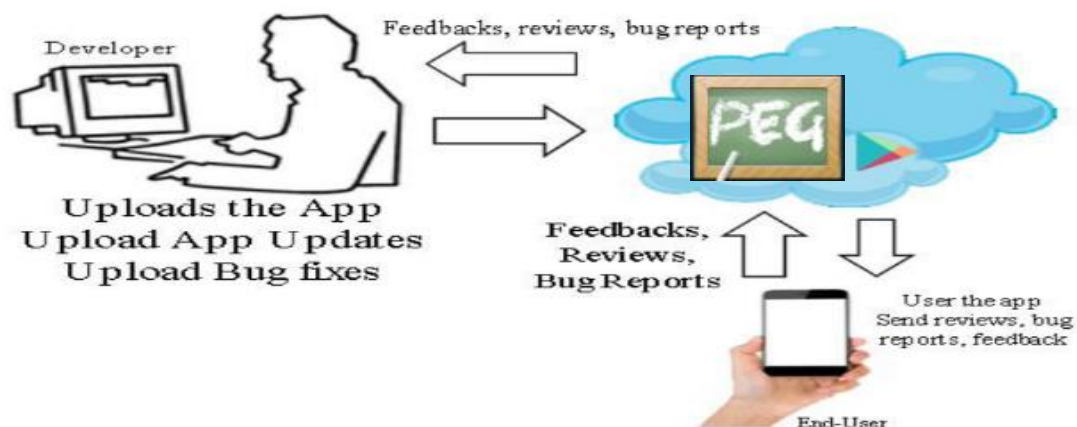 Feedbacks, reviews, bug reports
Developer
PEG
Uploads the App
Upload App Updates
Upload Bug fixes
Feedbacks,
Reviews,
Bug Reports
User the app
Send reviews, bug
reports, feedback
End-User